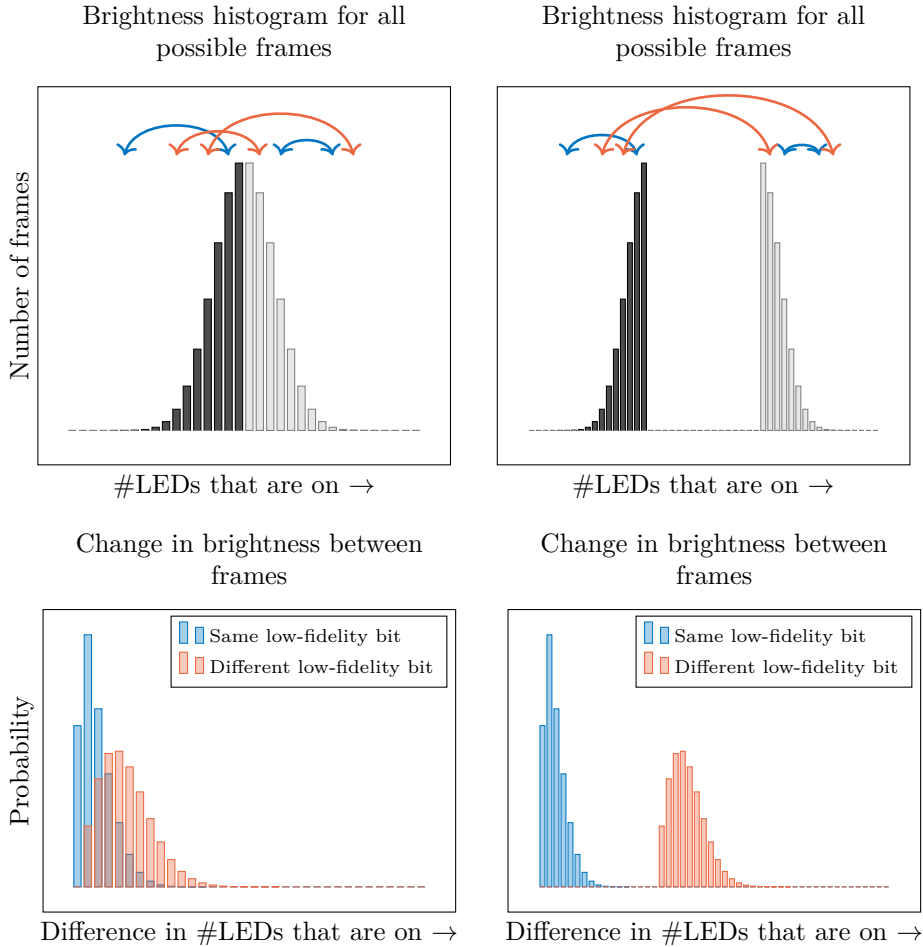 Brightness histogram for all
possible frames
Brightness histogram for all
possible frames
Number of frames
#LEDs that are on →
#LEDs that are on →
Change in brightness between
frames
Change in brightness between
frames
Probability
Same low-fidelity bit
Different low-fidelity bit
Same low-fidelity bit
Different low-fidelity bit
Difference in #LEDs that are on →
Difference in #LEDs that are on →